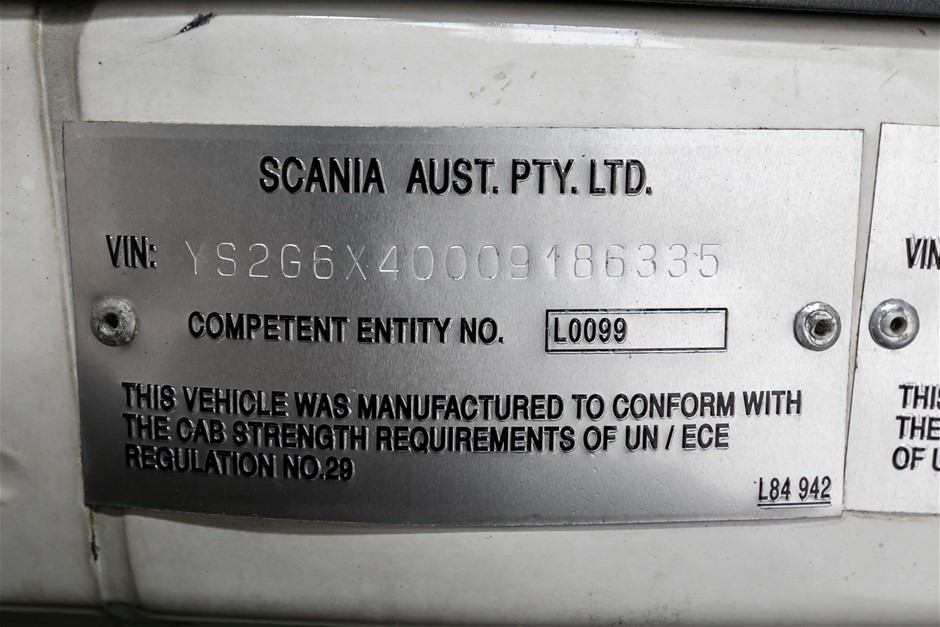 SCANIA AUST. PTY. LTD.
VIN: YS2G6X40009186335
COMPETENT ENTITY NO. L0099
THIS VEHICLE WAS MANUFACTURED TO CONFORM WITH
THE CAB STRENGTH REQUIREMENTS OF UN / ECE
REGULATION NO.29
L84 942
VIN
THIS
THE
OF U